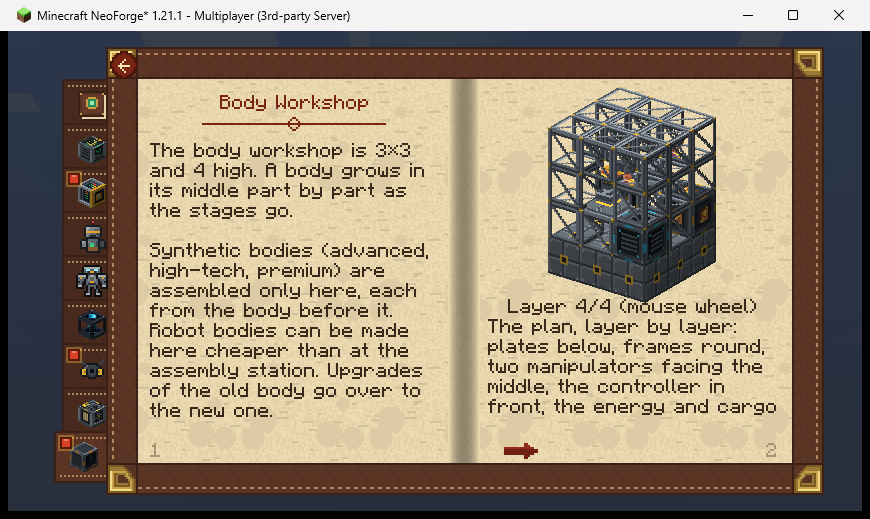 Minecraft NeoForge* 1.21.1 - Multiplayer (3rd-party Server)
Body Workshop
The body workshop is 3×3
and 4 high. A body grows in
its middle part by part as
the stages go.
Synthetic bodies (advanced,
high-tech, premium) are
assembled only here, each
from the body before it.
Robot bodies can be made
here cheaper than at the
assembly station. Upgrades
of the old body go over to
the new one.
1
Layer 4/4 (mouse wheel)
The plan, layer by layer:
plates below, frames round,
two manipulators facing the
middle, the controller in
front, the energy and cargo
2